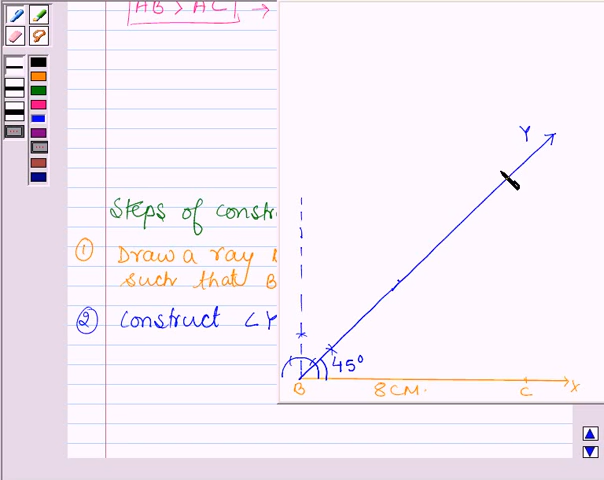 AB > AC →
Steps of constr
① Draw a ray
such that B
② Construct ∠Y
Y
45°
B 8CM. C X